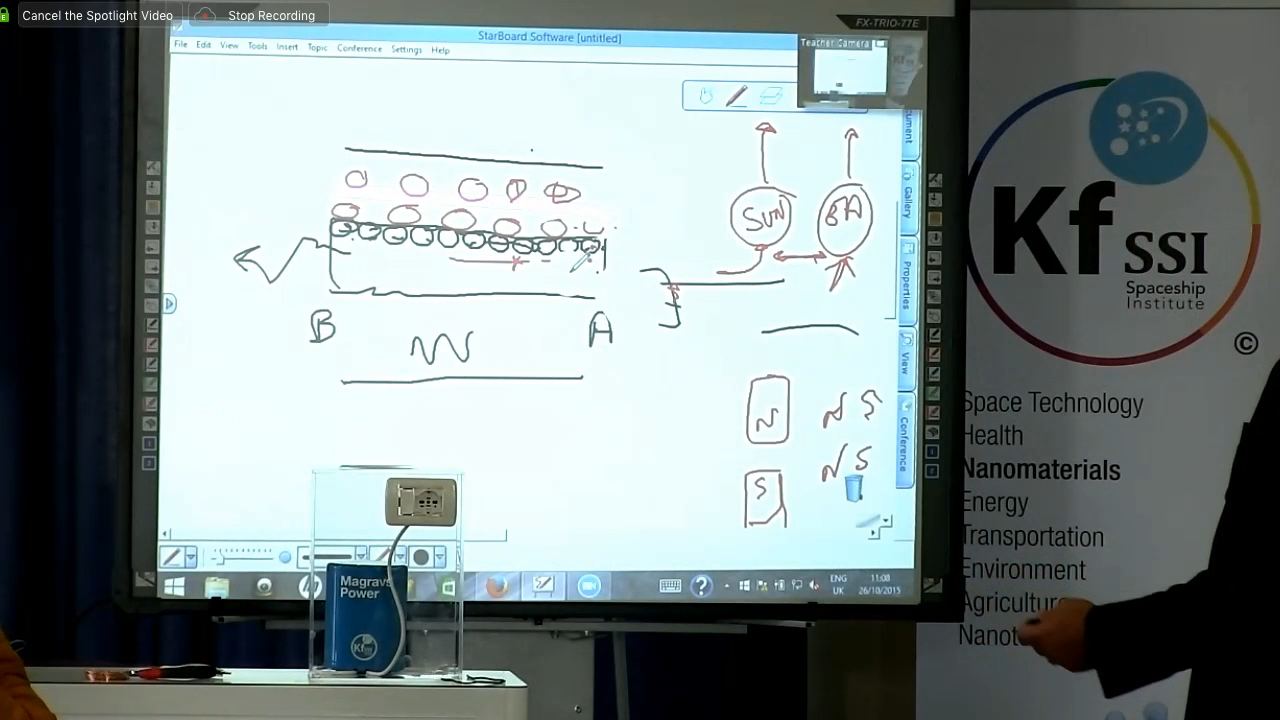 Cancel the Spotlight Video
Stop Recording
FX-TRIO-77E
StarBoard Software [untitled]
File Edit View Tools Insert Topic Conference Settings Help
Teacher Camera
SUN
N S
N
N S
S
B
A
Gallery
Properties
View
Conference
Magravs
Power
Kf
ENG
UK
11:08
26/10/2015
Kf SSI
Spaceship
Institute
©
Space Technology
Health
Nanomaterials
Energy
Transportation
Environment